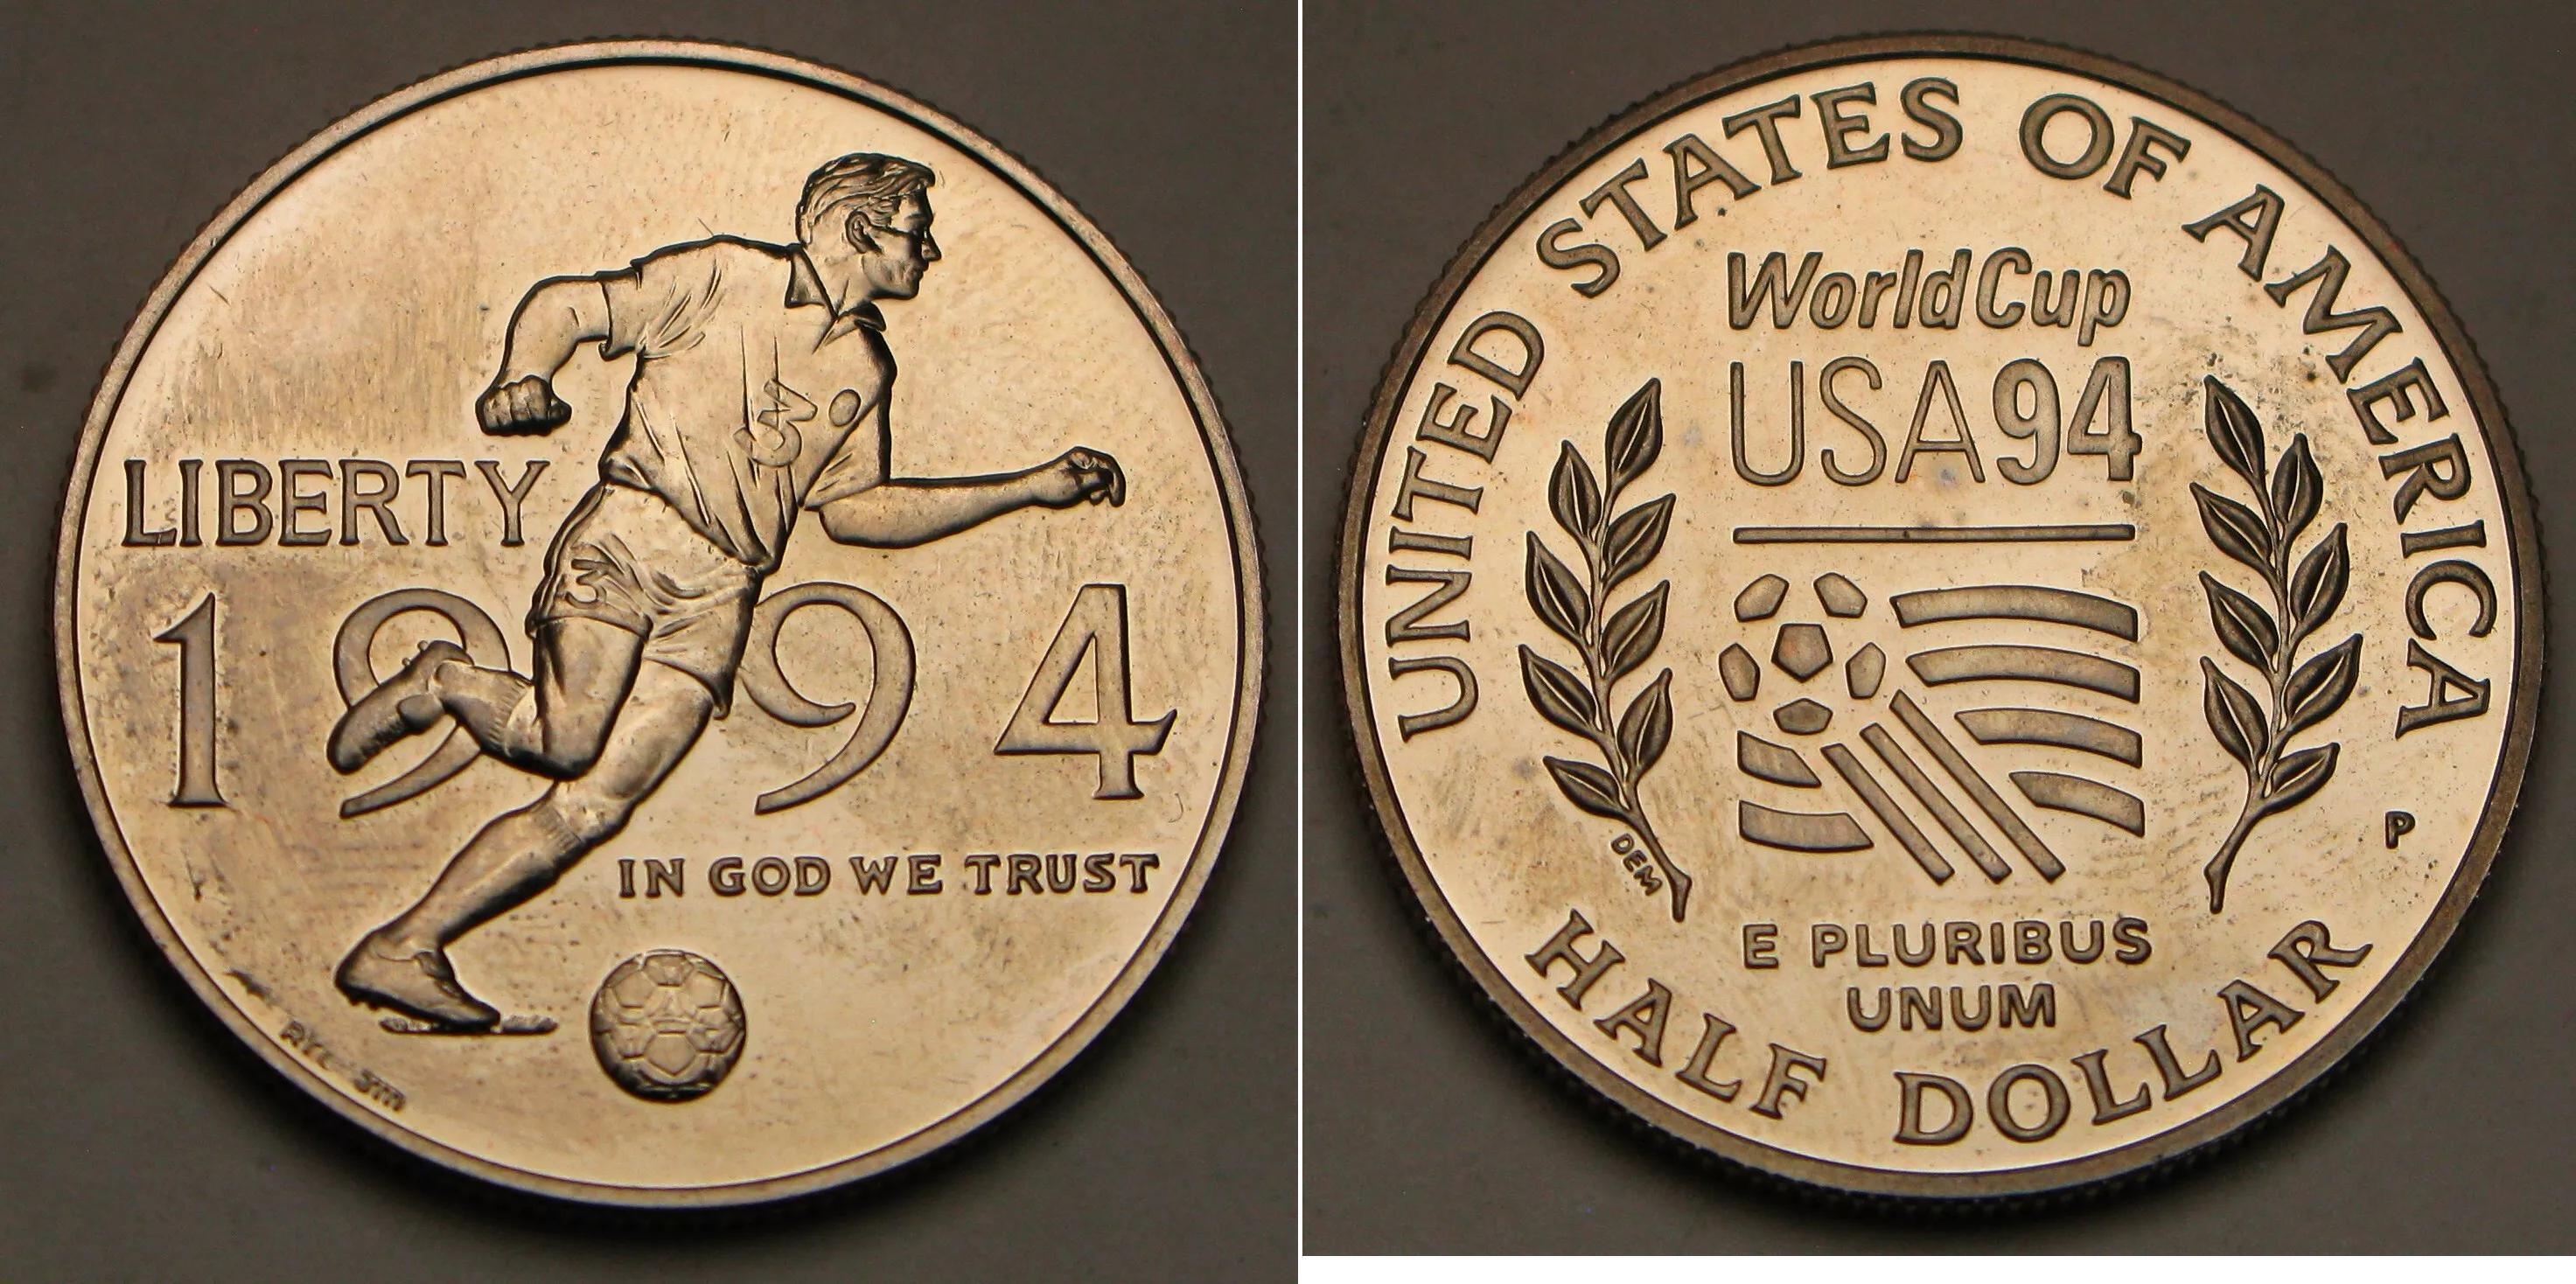 LIBERTY
1994
IN GOD WE TRUST
UNITED STATES OF AMERICA
WorldCup
USA94
DEM
P
E PLURIBUS
UNUM
HALF DOLLAR